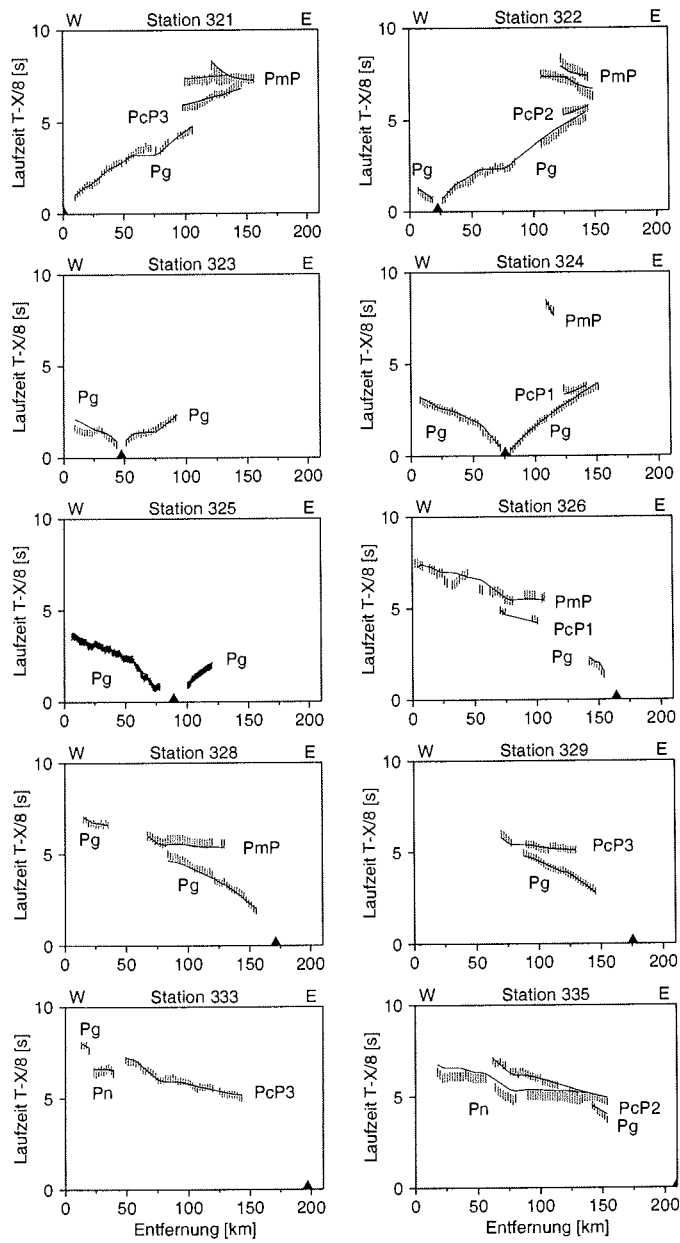 W Station 321 E
10
5
0
Laufzeit T-X/8 [s]
PmP
PcP3
Pg
0 50 100 150 200
W Station 322 E
10
5
0
Laufzeit T-X/8 [s]
PmP
PcP2
Pg
Pg
0 50 100 150 200
W Station 323 E
10
5
0
Laufzeit T-X/8 [s]
Pg
Pg
0 50 100 150 200
W Station 324 E
10
5
0
Laufzeit T-X/8 [s]
PmP
PcP1
Pg
Pg
0 50 100 150 200
W Station 325 E
10
5
0
Laufzeit T-X/8 [s]
Pg
Pg
0 50 100 150 200
W Station 326 E
10
5
0
Laufzeit T-X/8 [s]
PmP
PcP1
Pg
0 50 100 150 200
W Station 328 E
10
5
0
Laufzeit T-X/8 [s]
Pg
PmP
Pg
0 50 100 150 200
W Station 329 E
10
5
0
Laufzeit T-X/8 [s]
PcP3
Pg
0 50 100 150 200
W Station 333 E
10
5
0
Laufzeit T-X/8 [s]
Pg
Pn
PcP3
0 50 100 150 200
Entfernung [km]
W Station 335 E
10
5
0
Laufzeit T-X/8 [s]
Pn
PcP2
Pg
0 50 100 150 200
Entfernung [km]